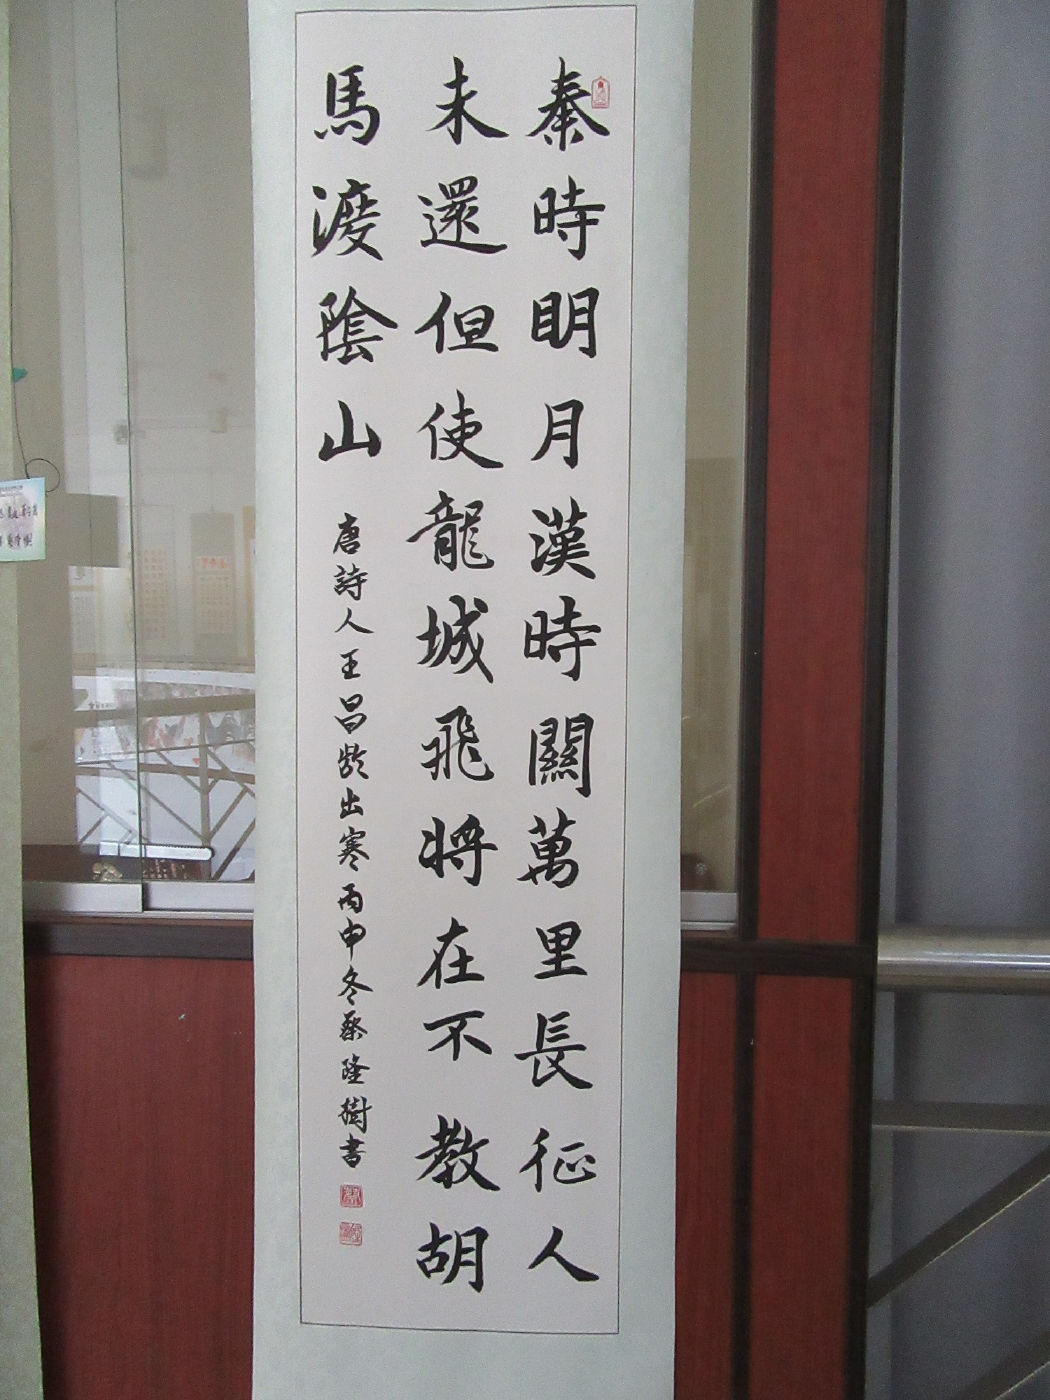 秦時明月漢時關萬里長征人
未還但使龍城飛將在不教胡
馬渡陰山
唐詩人王昌齡出寒丙申冬蔡隆樹書